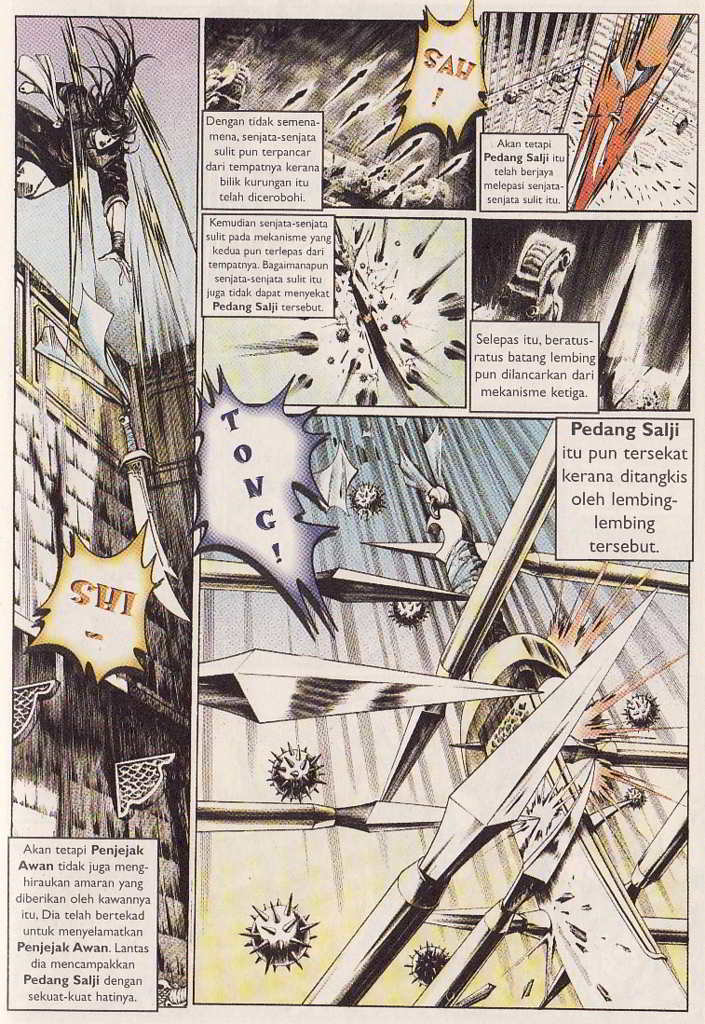 Akan tetapi Penjejak
Awan tidak juga meng-
hiraukan amaran yang
diberikan oleh kawannya
itu, Dia telah bertekad
untuk menyelamatkan
Penjejak Awan. Lantas
dia mencampakkan
Pedang Salji dengan
sekuat-kuat hatinya.
SHI
Dengan tidak semena-
mena, senjata-senjata
sulit pun terpancar
dari tempatnya kerana
bilik kurungan itu
telah dicerobohi.
SAH
!
Akan tetapi
Pedang Salji itu
telah berjaya
melepasi senjata-
senjata sulit itu.
Kemudian senjata-senjata
sulit pada mekanisme yang
kedua pun terlepas dari
tempatnya. Bagaimanapun
senjata-senjata sulit itu
juga tidak dapat menyekat
Pedang Salji tersebut.
Selepas itu, beratus-
ratus batang lembing
pun dilancarkan dari
mekanisme ketiga.
TONG!
Pedang Salji
itu pun tersekat
kerana ditangkis
oleh lembing-
lembing
tersebut.